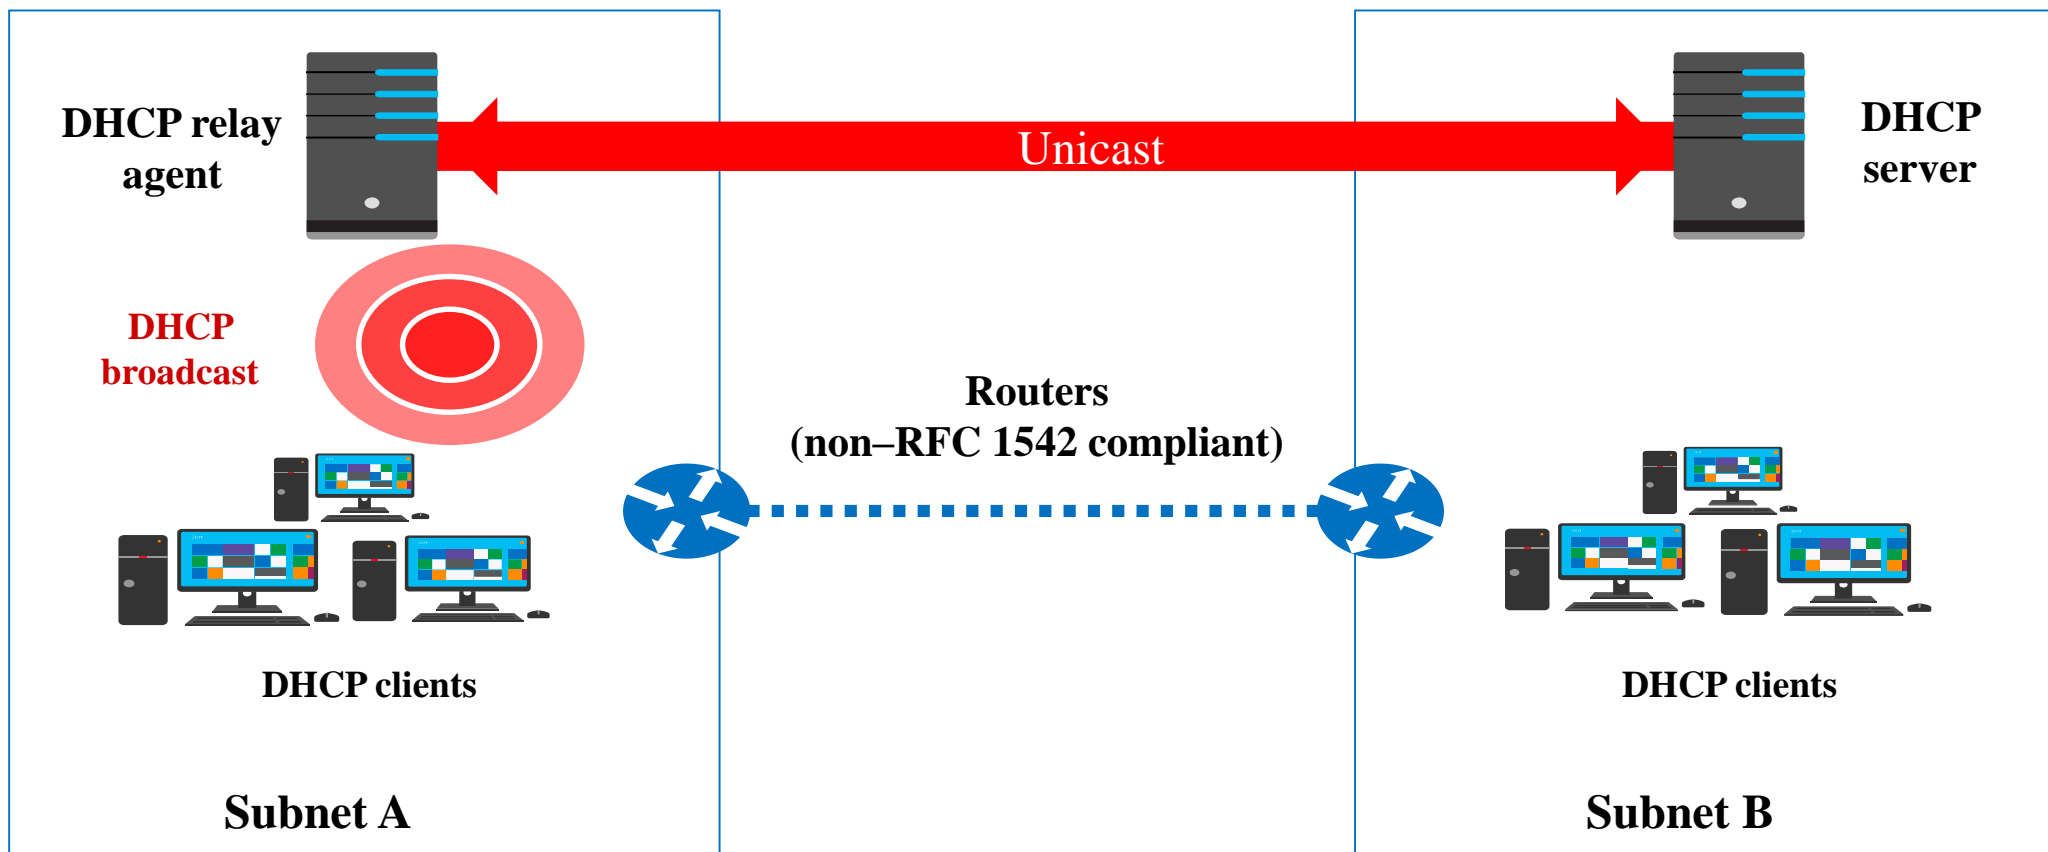 DHCP relay
agent
Unicast
DHCP
server
DHCP
broadcast
Routers
(non–RFC 1542 compliant)
DHCP clients
DHCP clients
Subnet A
Subnet B